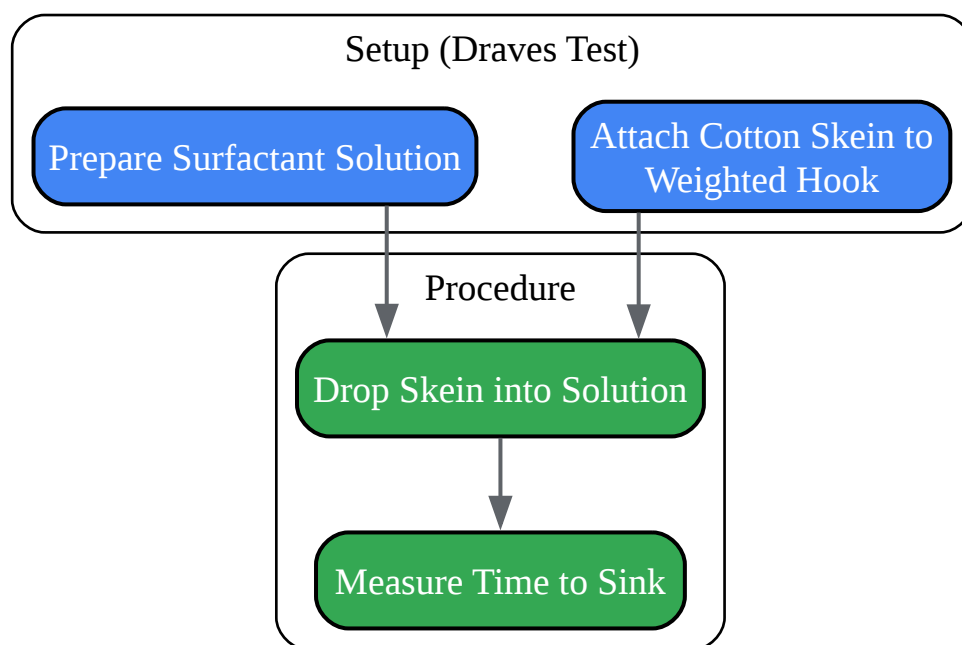 Setup (Draves Test)
Prepare Surfactant Solution
Attach Cotton Skein to
Weighted Hook
Procedure
Drop Skein into Solution
Measure Time to Sink